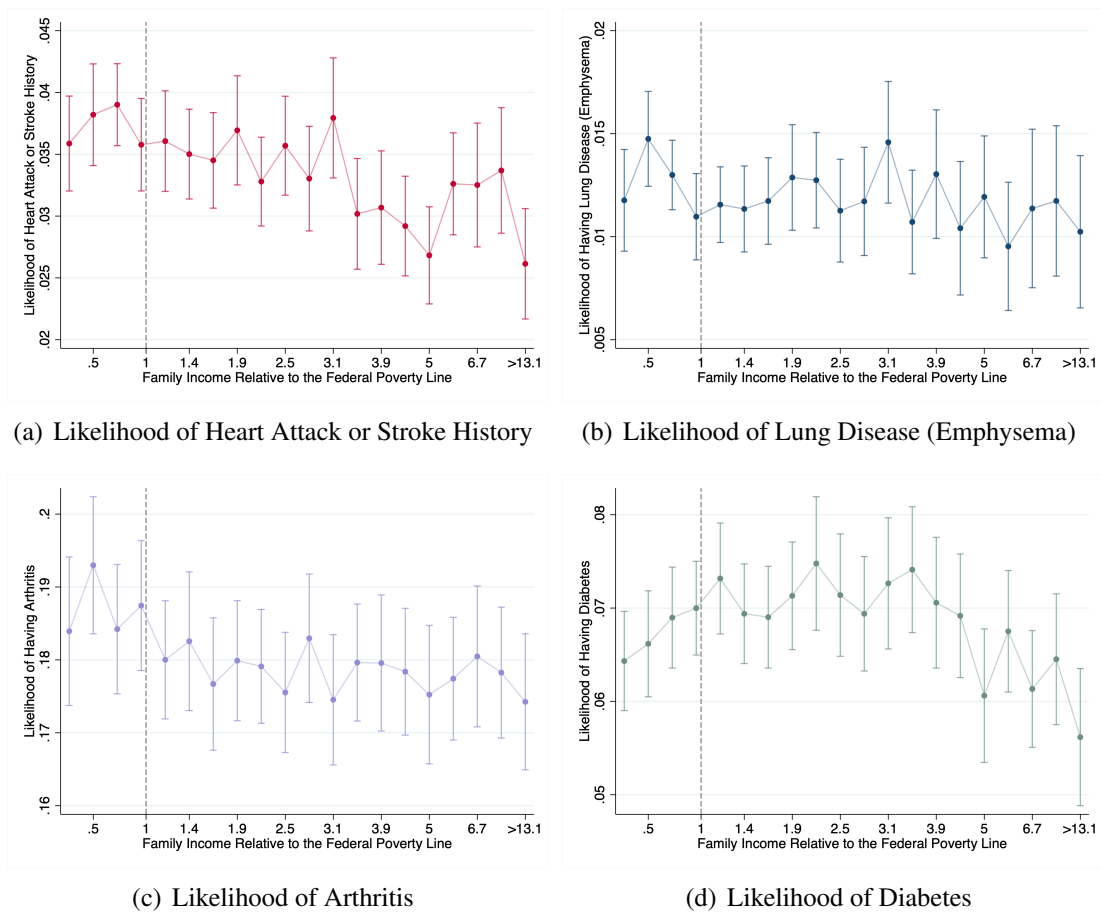 Likelihood of Heart Attack or Stroke History
.045
.04
.035
.03
.025
.02
.5 1 1.4 1.9 2.5 3.1 3.9 5 6.7 >13.1
Family Income Relative to the Federal Poverty Line
(a) Likelihood of Heart Attack or Stroke History
Likelihood of Having Lung Disease (Emphysema)
.02
.015
.01
.005
.5 1 1.4 1.9 2.5 3.1 3.9 5 6.7 >13.1
Family Income Relative to the Federal Poverty Line
(b) Likelihood of Lung Disease (Emphysema)
Likelihood of Having Arthritis
.2
.19
.18
.17
.16
.5 1 1.4 1.9 2.5 3.1 3.9 5 6.7 >13.1
Family Income Relative to the Federal Poverty Line
(c) Likelihood of Arthritis
Likelihood of Having Diabetes
.08
.07
.06
.05
.5 1 1.4 1.9 2.5 3.1 3.9 5 6.7 >13.1
Family Income Relative to the Federal Poverty Line
(d) Likelihood of Diabetes